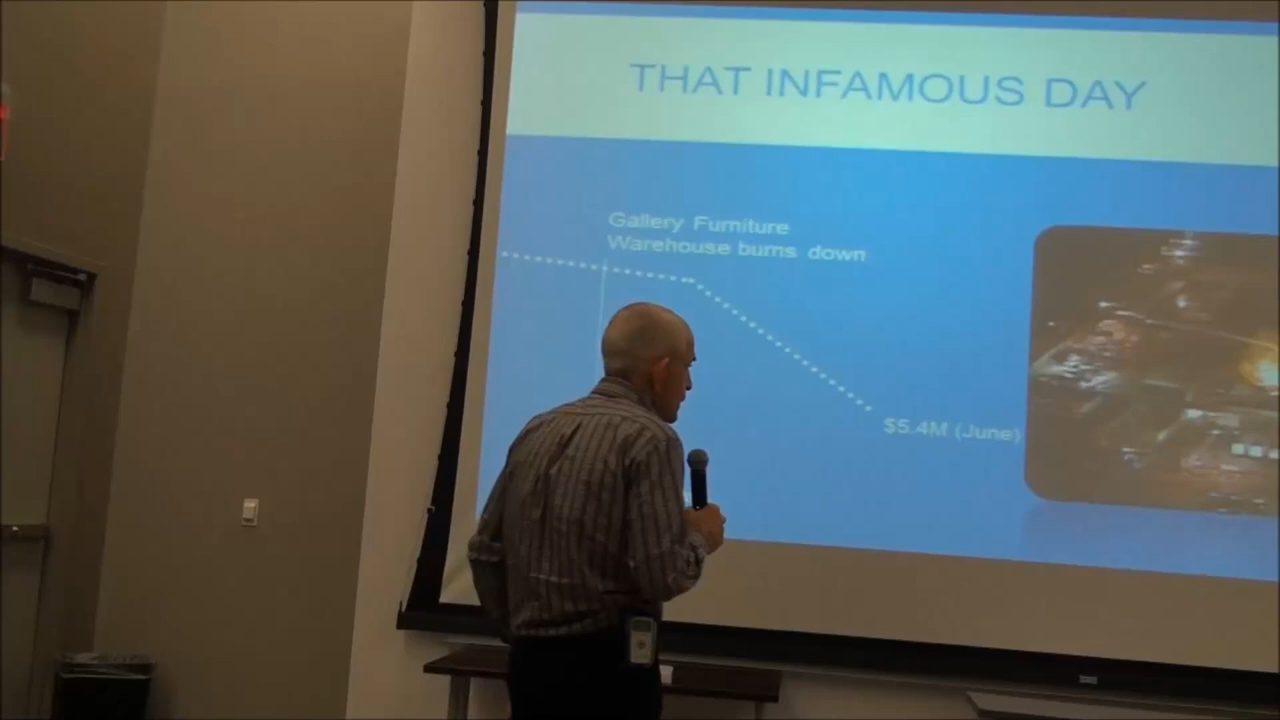 THAT INFAMOUS DAY
Gallery Furniture
Warehouse burns down
$5.4M (June)